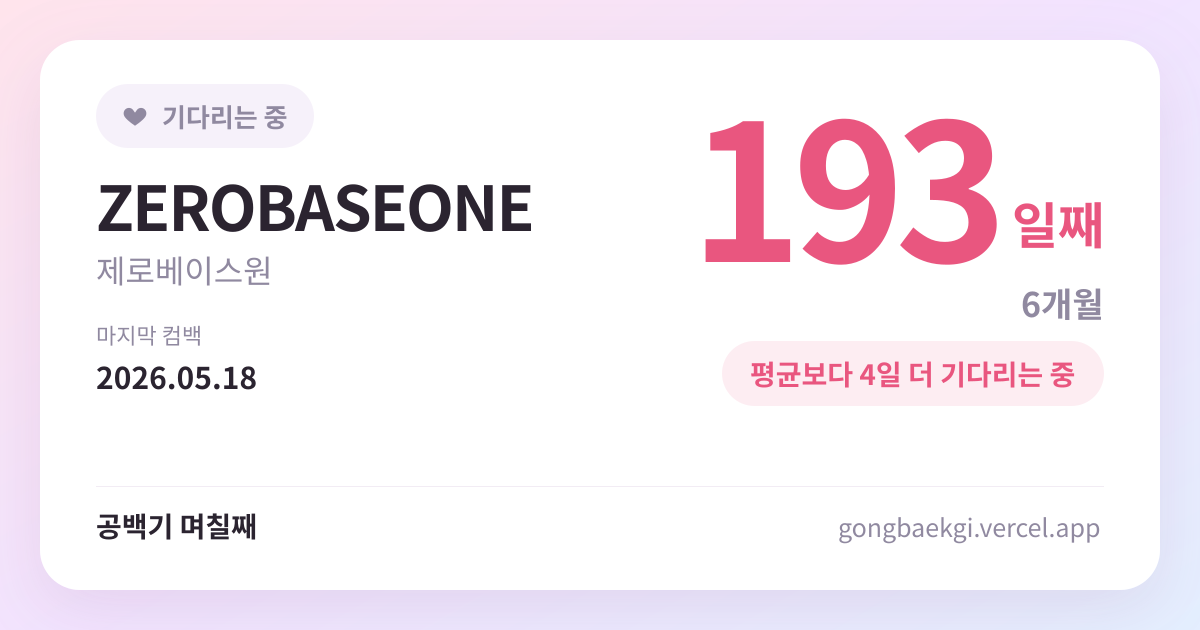 기다리는 중
ZEROBASEONE
제로베이스원
마지막 컴백
2026.05.18
193 일째
6개월
평균보다 4일 더 기다리는 중
공백기 며칠째
gongbaekgi.vercel.app